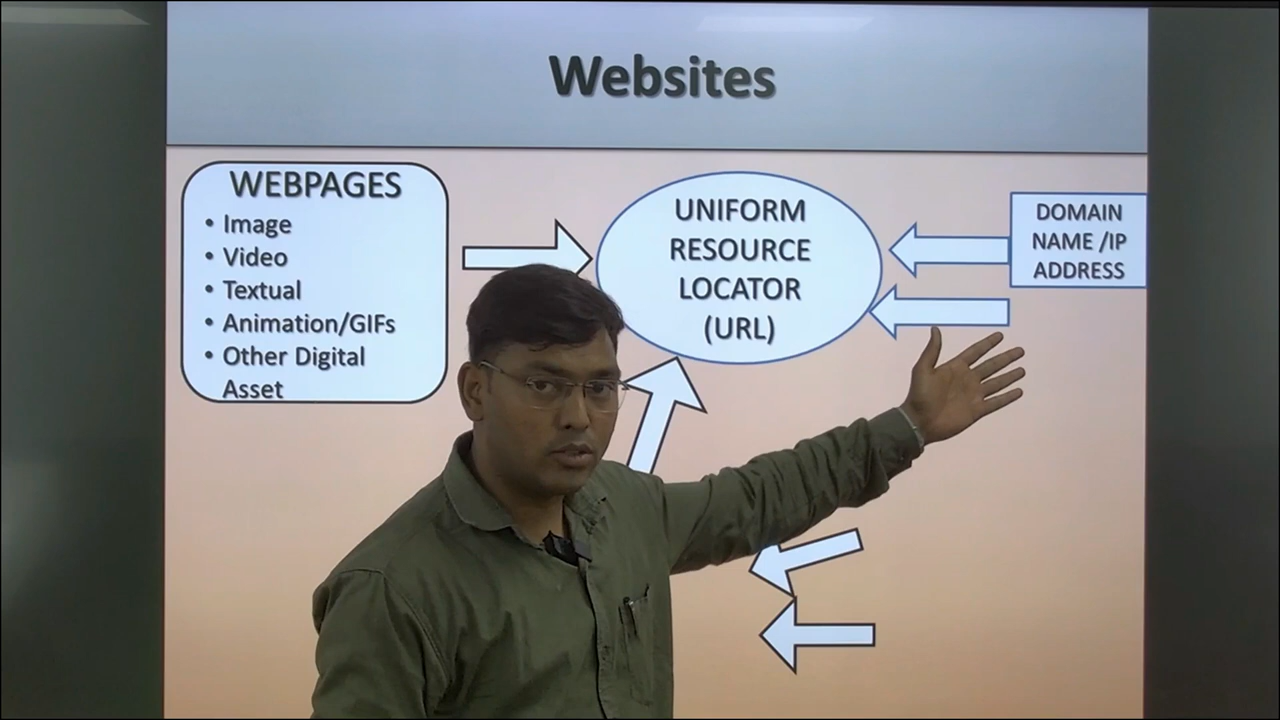 Websites
WEBPAGES
• Image
• Video
• Textual
• Animation/GIFs
• Other Digital
Asset
UNIFORM
RESOURCE
LOCATOR
(URL)
DOMAIN
NAME /IP
ADDRESS